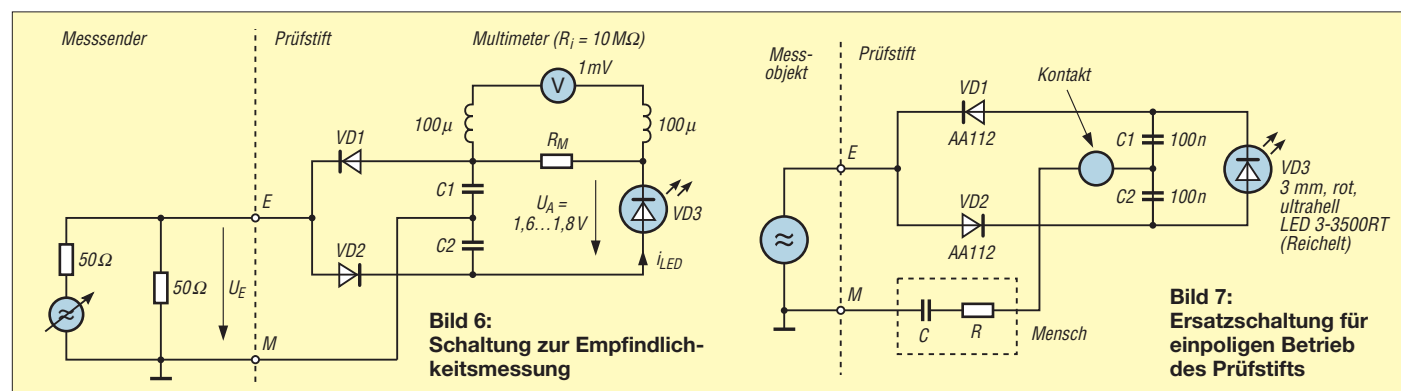 Messsender
Prüfstift
Multimeter (Ri = 10 MΩ)
1mV
V
100µ
100µ
VD1
RM
E
C1
UA =
1,6…1,8V
VD3
C2
VD2
iLED
50Ω
50Ω
UE
M
Bild 6:
Schaltung zur Empfindlich-
keitsmessung
Mess-
objekt
Prüfstift
Kontakt
VD1
AA112
E
C1
100n
C2
100n
VD3
3 mm, rot,
ultrahell
LED 3-3500RT
(Reichelt)
VD2
AA112
M
C
R
Mensch
Bild 7:
Ersatzschaltung für
einpoligen Betrieb
des Prüfstifts